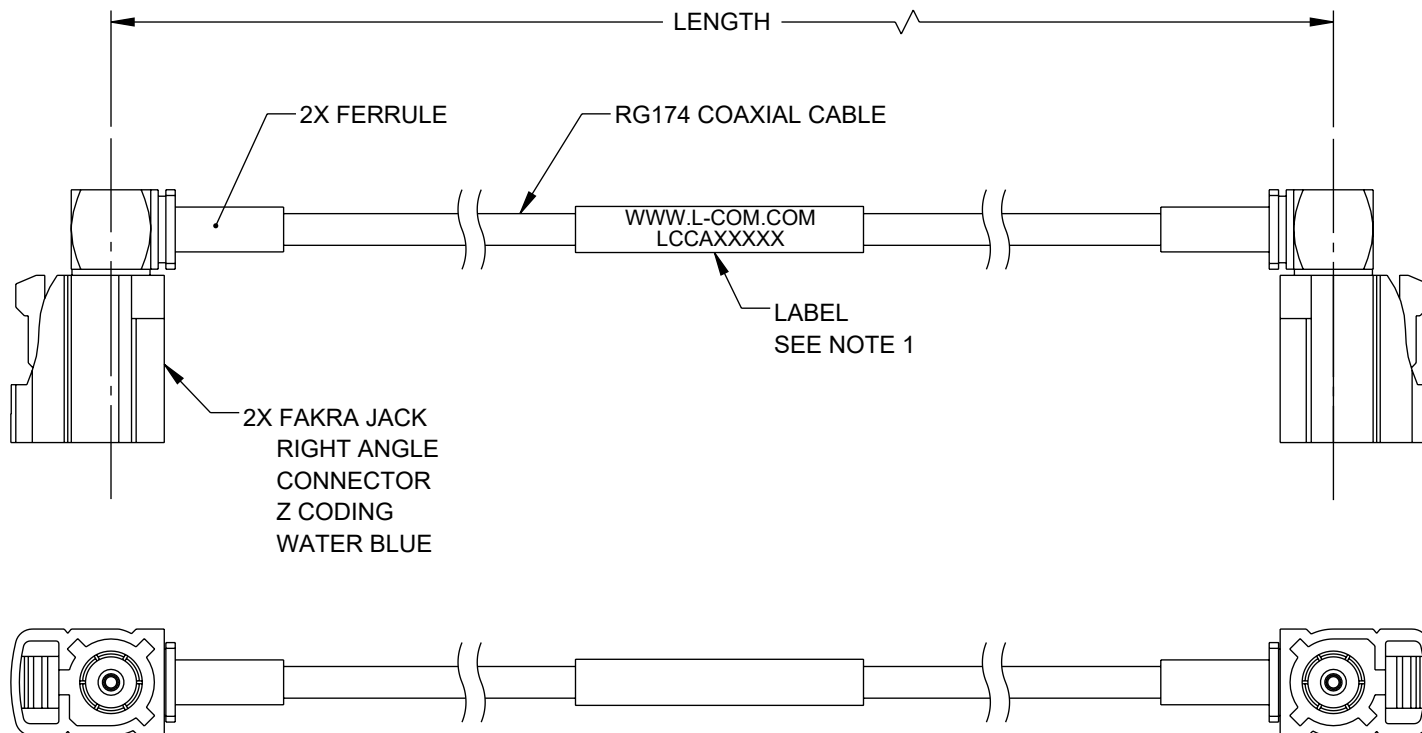 LENGTH
2X FERRULE
RG174 COAXIAL CABLE
WWW.L-COM.COM
LCCAXXXXX
LABEL
SEE NOTE 1
2X FAKRA JACK
RIGHT ANGLE
CONNECTOR
Z CODING
WATER BLUE